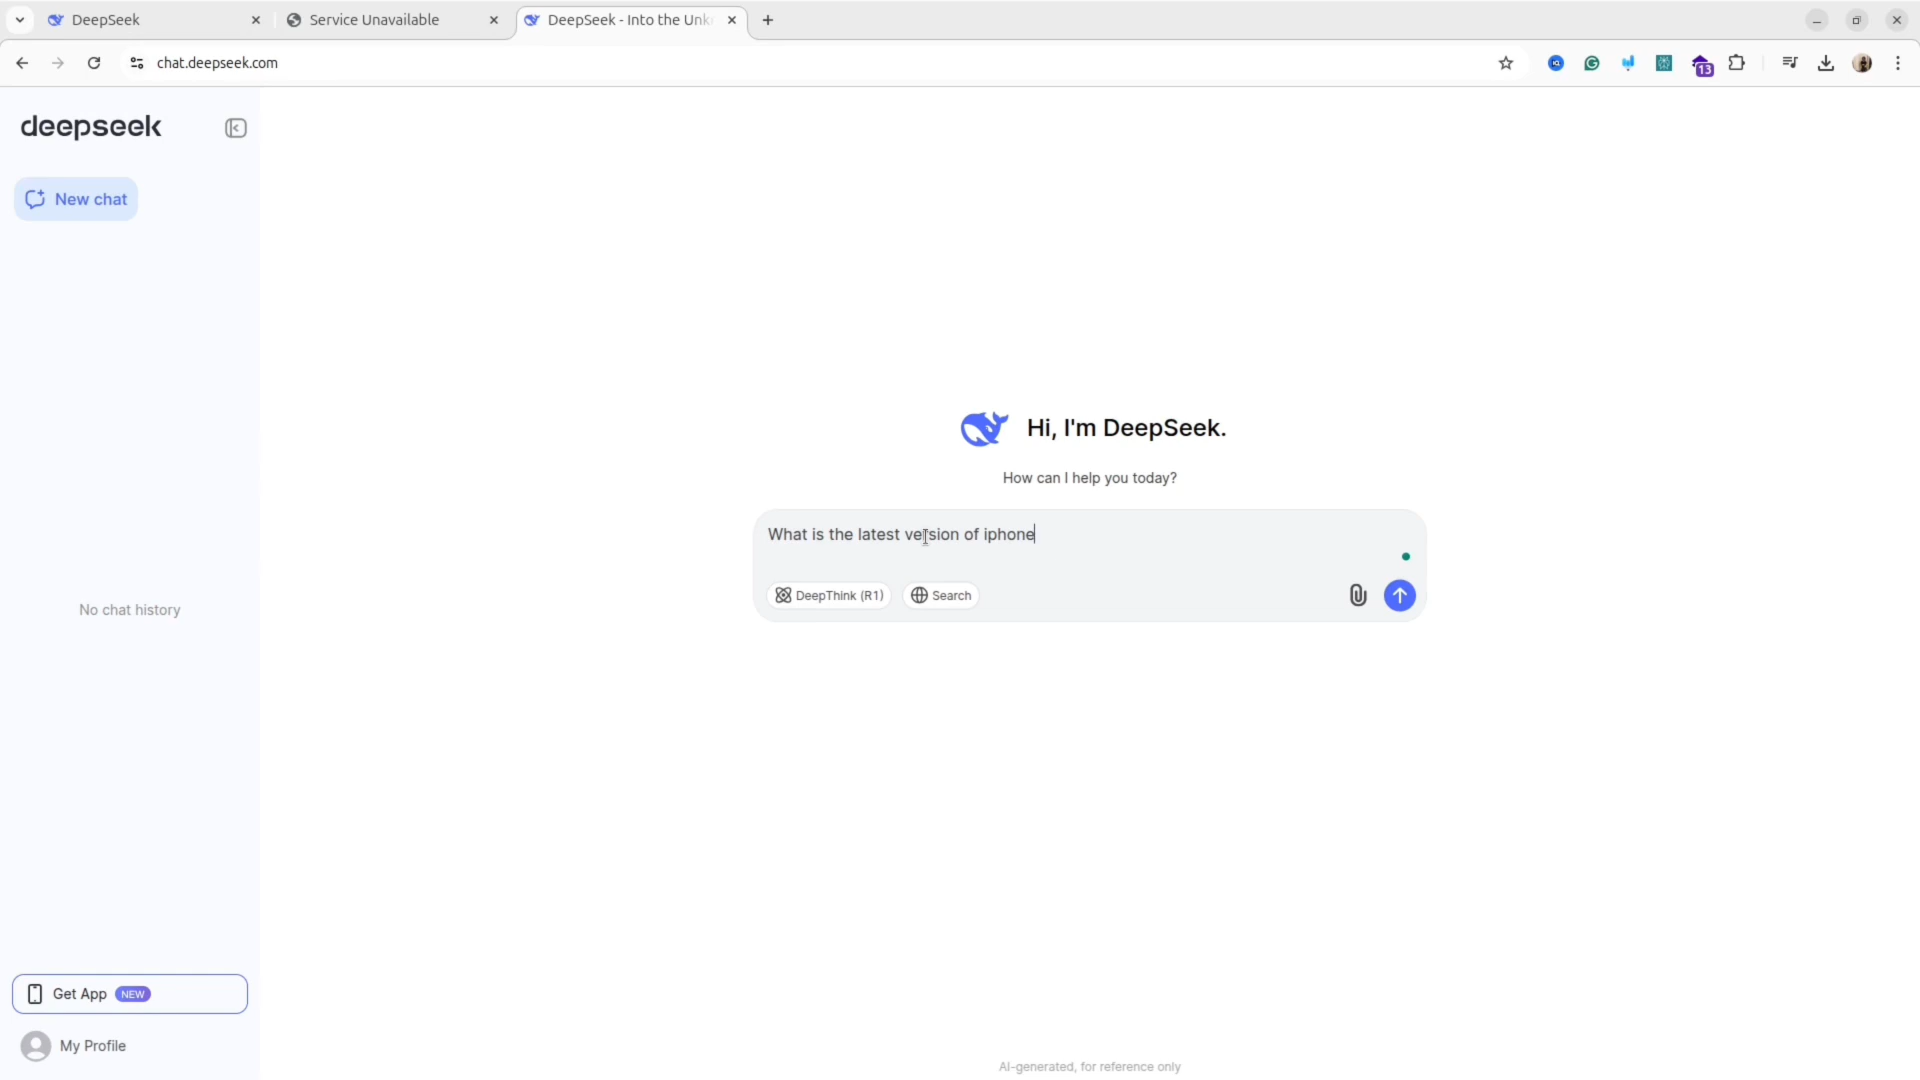 DeepSeek
Service Unavailable
DeepSeek - Into the Unk
chat.deepseek.com
13
deepseek
New chat
Hi, I'm DeepSeek.
How can I help you today?
What is the latest version of iphone
DeepThink (R1)
Search
No chat history
Get App NEW
My Profile
AI-generated, for reference only